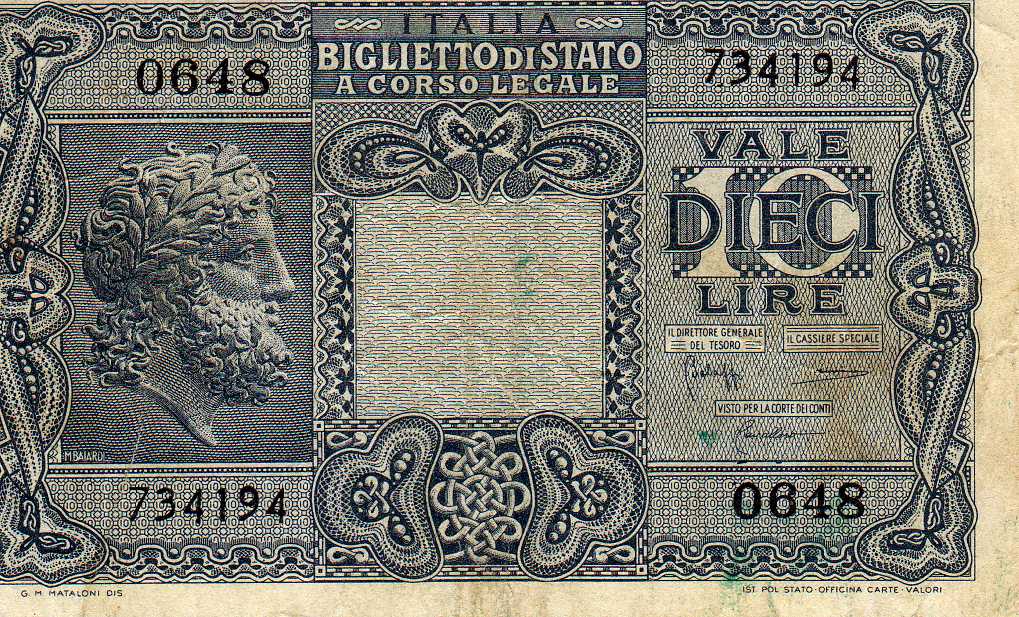 ITALIA
BIGLIETTO DI STATO
A CORSO LEGALE
0648
734194
VALE
10
DIECI
LIRE
IL DIRETTORE GENERALE
DEL TESORO
IL CASSIERE SPECIALE
VISTO PER LA CORTE DEI CONTI
M BAIARDI
734194
0648
G. M. MATALONI DIS.
IST. POL. STATO · OFFICINA CARTE · VALORI